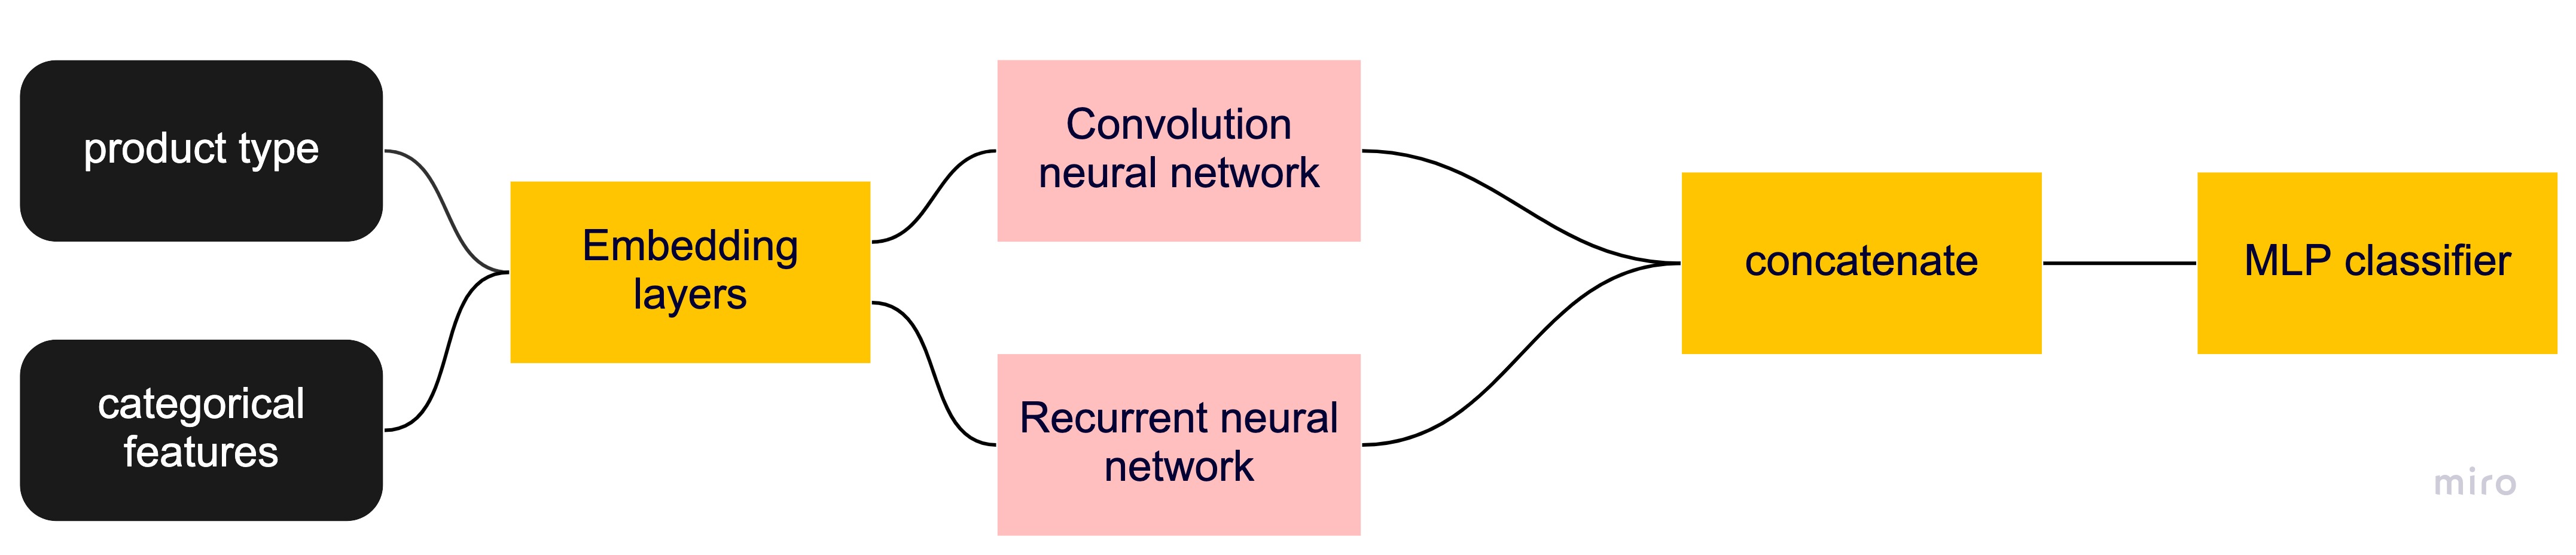 product type
categorical
features
Embedding
layers
Convolution
neural network
Recurrent neural
network
concatenate
MLP classifier
miro